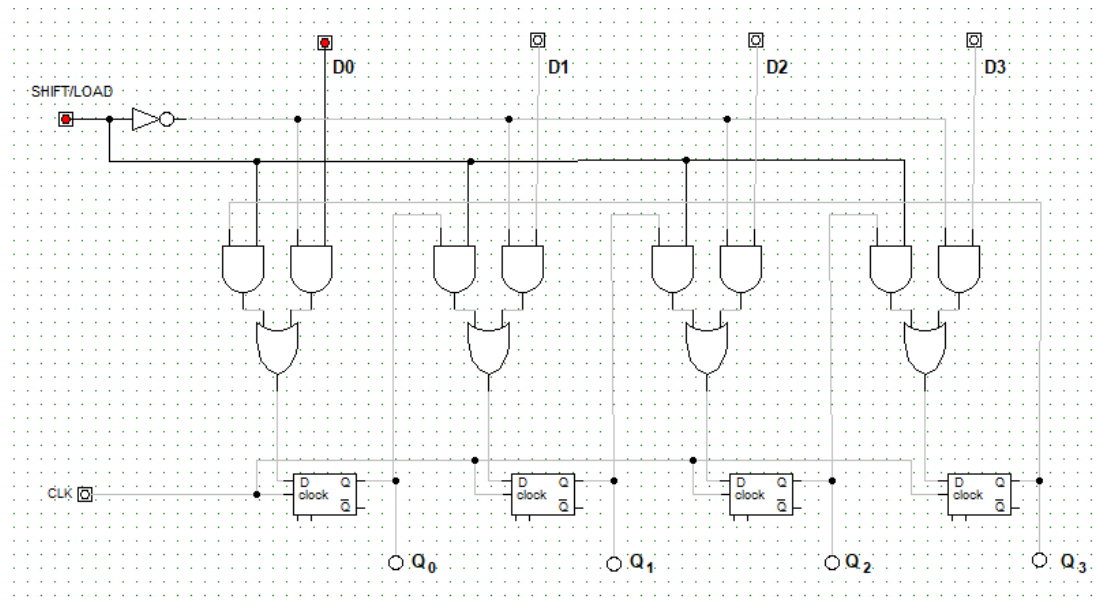 D0
D1
D2
D3
SHIFT/LOAD
D Q
clock
Q̅
D Q
clock
Q̅
D Q
clock
Q̅
D Q
clock
Q̅
CLK
Q0
Q1
Q2
Q3